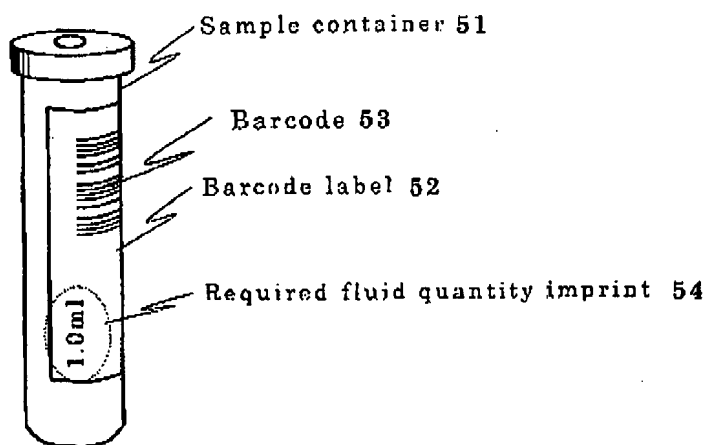 Sample container 51
Barcode 53
Barcode label 52
Required fluid quantity imprint 54
1.0ml